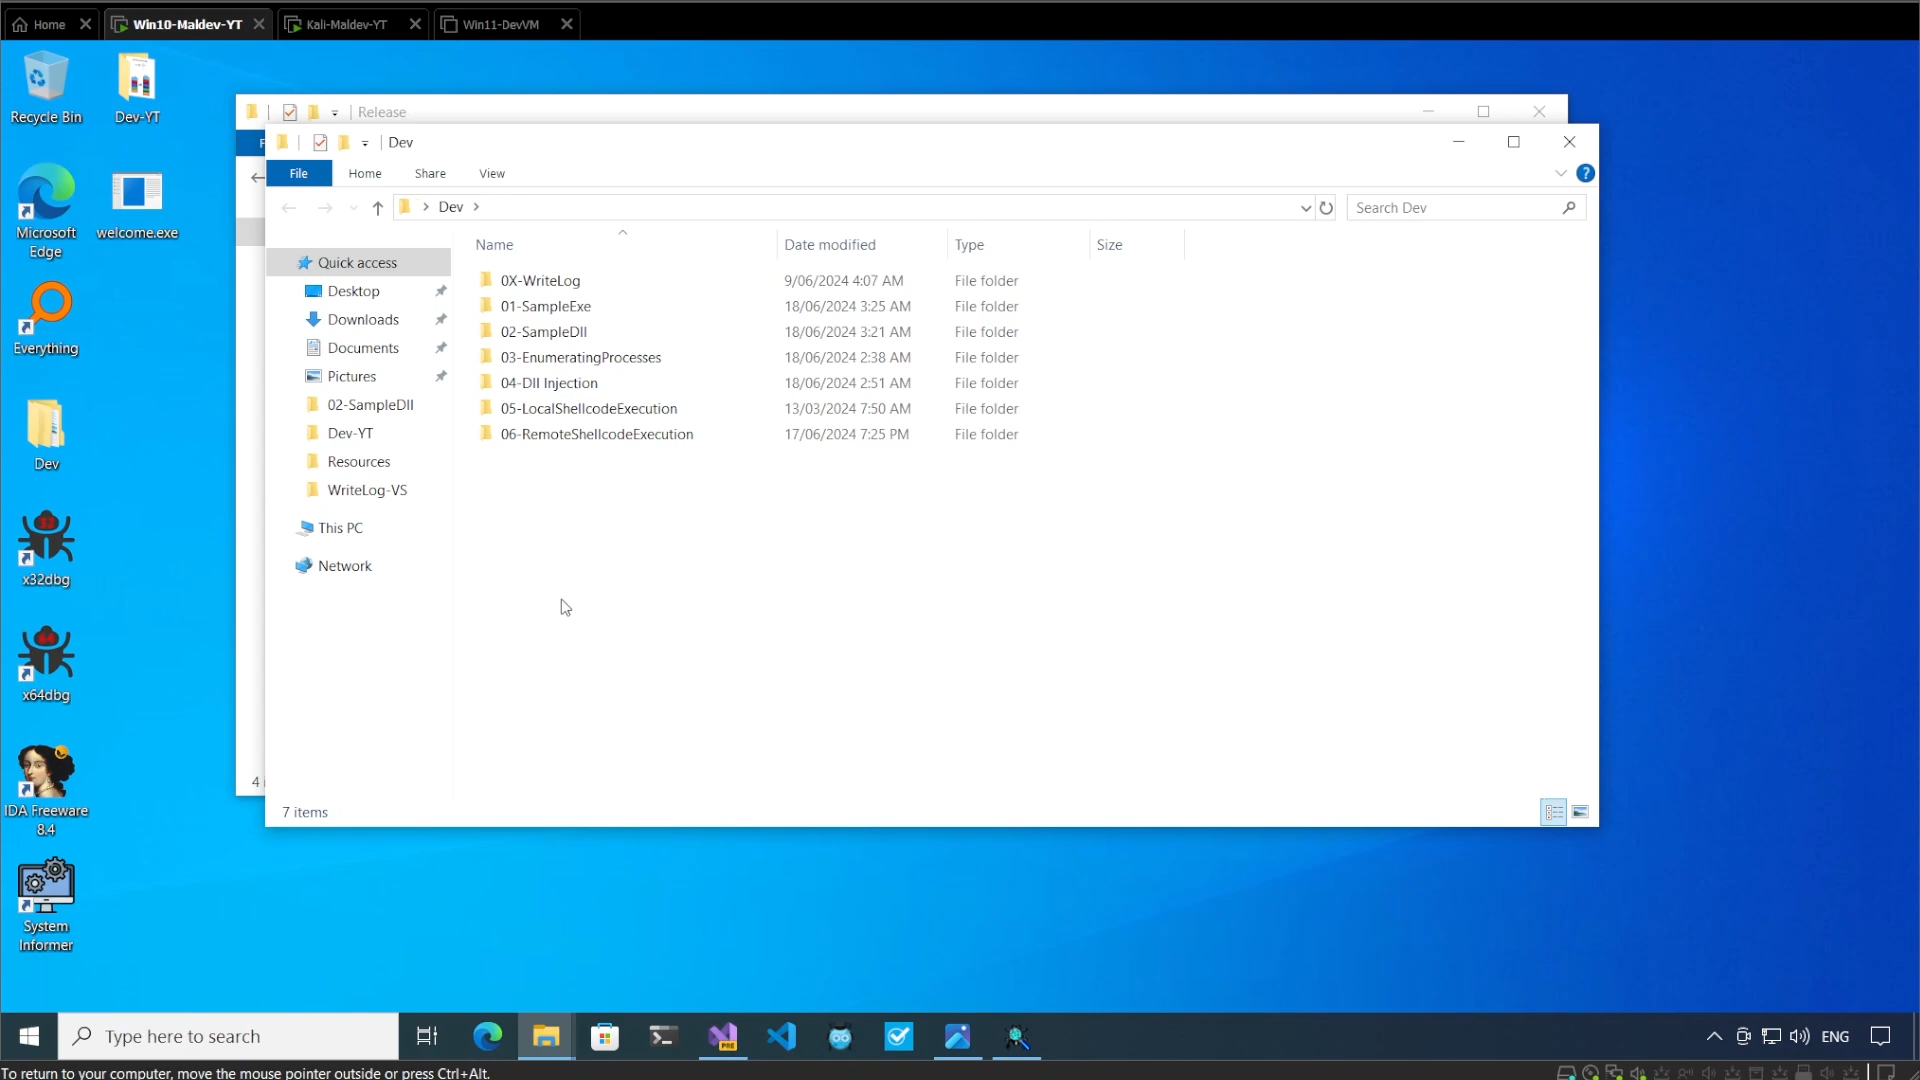 Home
Win10-Maldev-YT
Kali-Maldev-YT
Win11-DevVM
Recycle Bin
Dev-YT
Microsoft
Edge
welcome.exe
Everything
Dev
x32dbg
x64dbg
IDA Freeware
8.4
System
Informer
Release
Dev
File
Home
Share
View
Dev
Search Dev
Name
Date modified
Type
Size
0X-WriteLog 9/06/2024 4:07 AM File folder
01-SampleExe 18/06/2024 3:25 AM File folder
02-SampleDll 18/06/2024 3:21 AM File folder
03-EnumeratingProcesses 18/06/2024 2:38 AM File folder
04-Dll Injection 18/06/2024 2:51 AM File folder
05-LocalShellcodeExecution 13/03/2024 7:50 AM File folder
06-RemoteShellcodeExecution 17/06/2024 7:25 PM File folder
Quick access
Desktop
Downloads
Documents
Pictures
02-SampleDll
Dev-YT
Resources
WriteLog-VS
This PC
Network
4
7 items
Type here to search
PRE
ENG
To return to your computer, move the mouse pointer outside or press Ctrl+Alt.